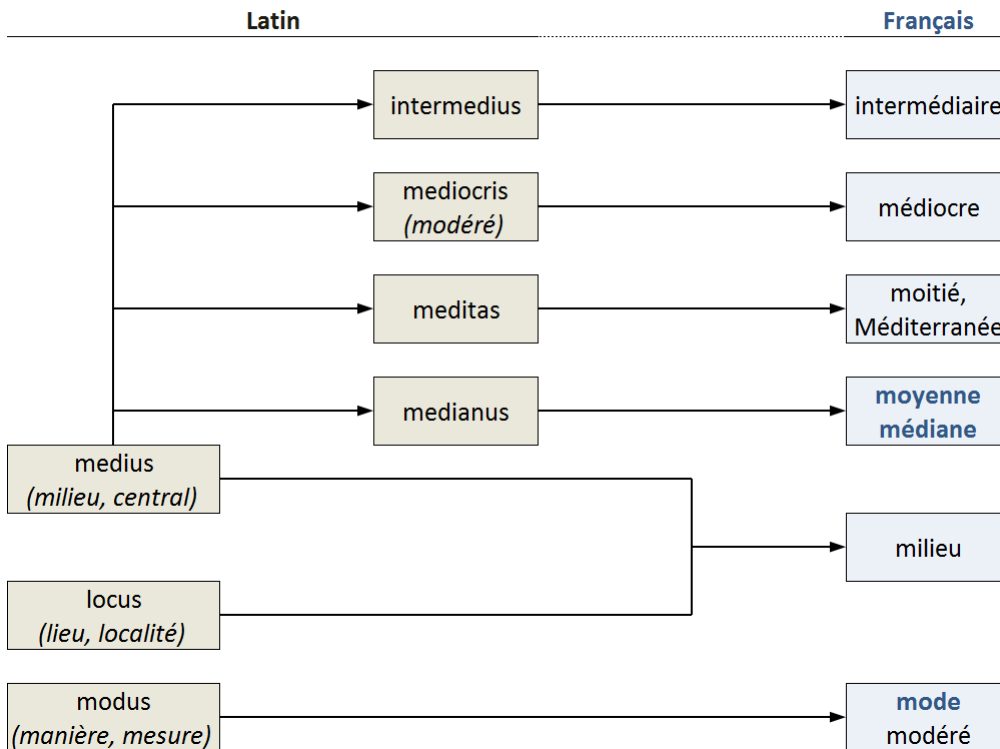 Latin
Français
intermedius
intermédiaire
mediocris
(modéré)
médiocre
meditas
moitié,
Méditerranée
medianus
moyenne
médiane
medius
(milieu, central)
milieu
locus
(lieu, localité)
modus
(manière, mesure)
mode
modéré